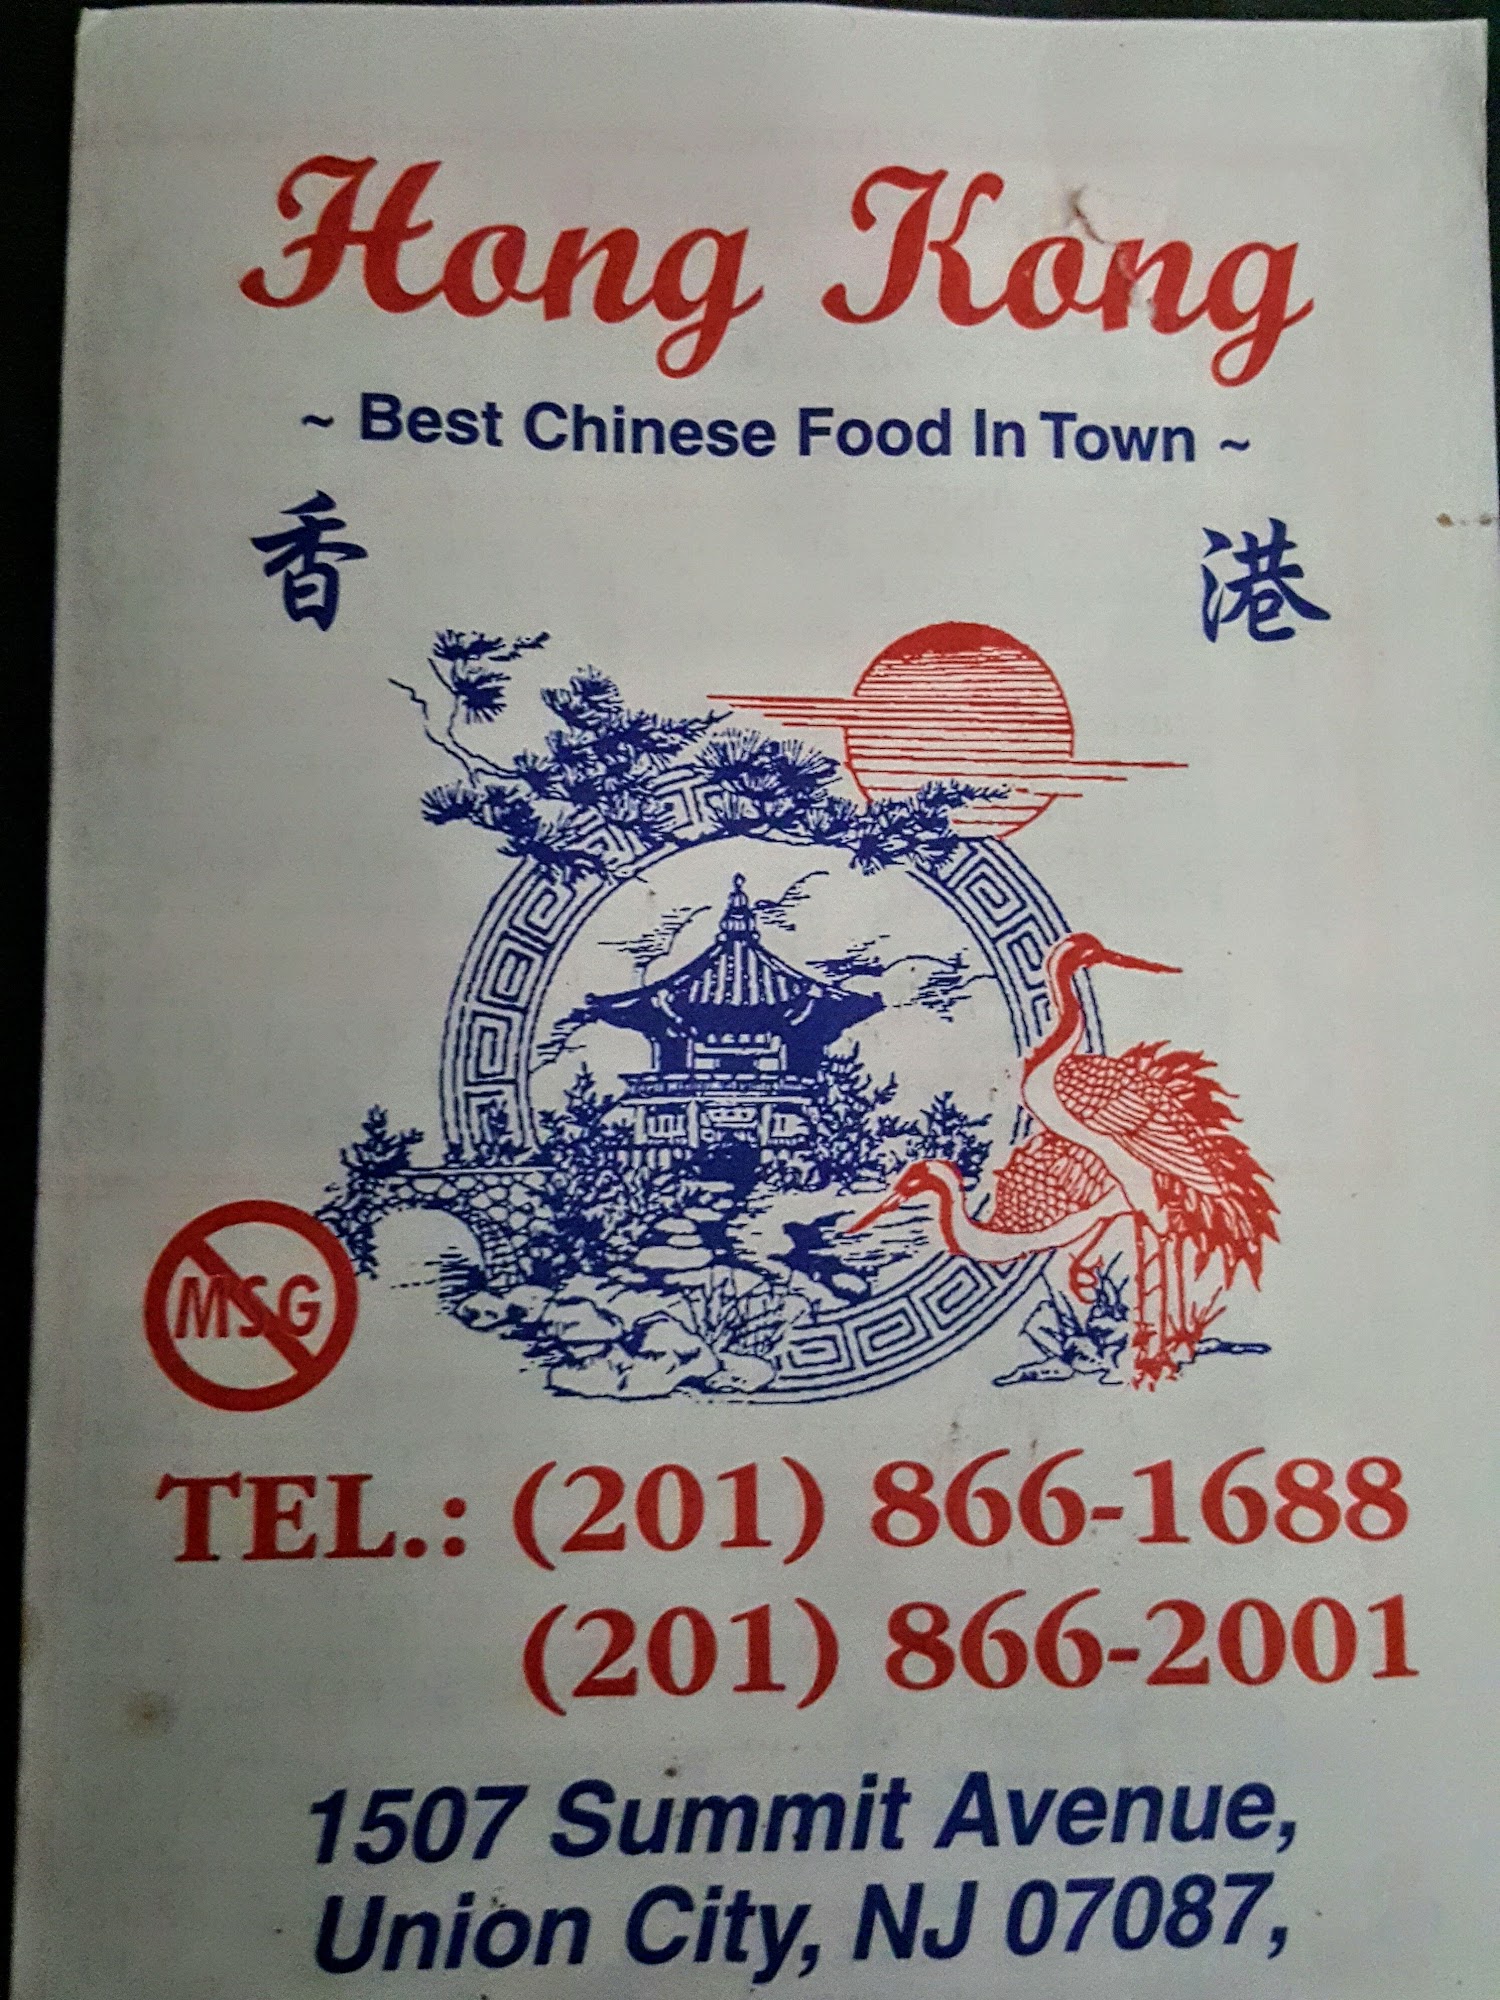 Hong Kong
~ Best Chinese Food In Town ~
香 港
MSG
TEL.: (201) 866-1688
(201) 866-2001
1507 Summit Avenue,
Union City, NJ 07087,